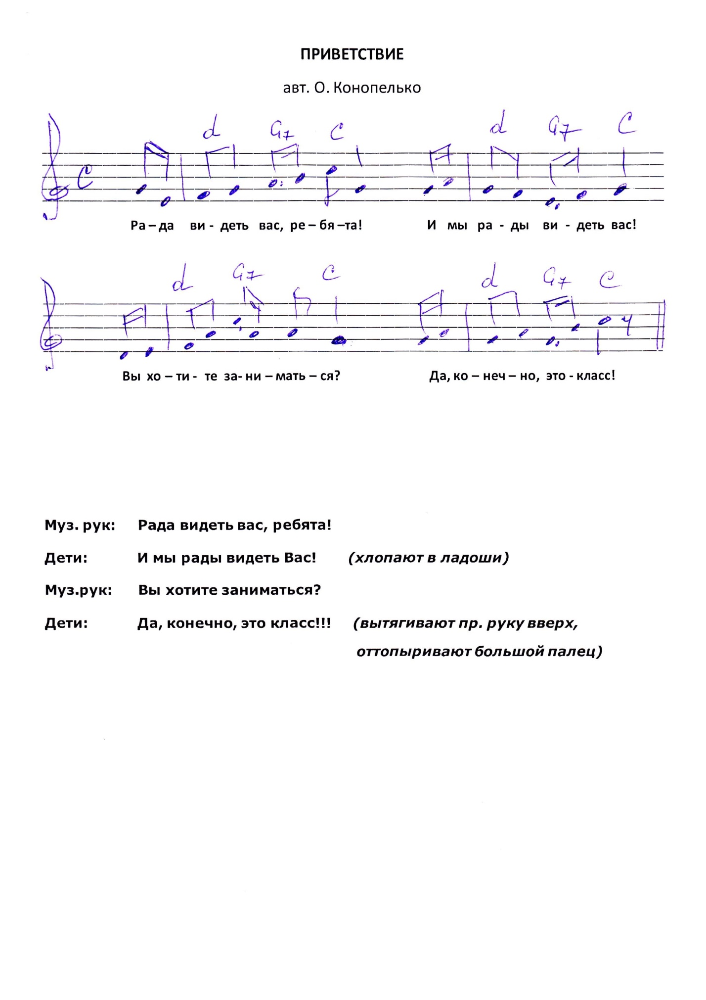 ПРИВЕТСТВИЕ
авт. О. Конопелько
d G7 C d G7 C
C
Ра – да ви - деть вас, ре – бя –та! И мы ра - ды ви - деть вас!
d G7 C d G7 C
Вы хо – ти - те за- ни – мать – ся? Да, ко – неч – но, это - класс!
Муз. рук: Рада видеть вас, ребята!
Дети: И мы рады видеть Вас! (хлопают в ладоши)
Муз.рук: Вы хотите заниматься?
Дети: Да, конечно, это класс!!! (вытягивают пр. руку вверх,
оттопыривают большой палец)